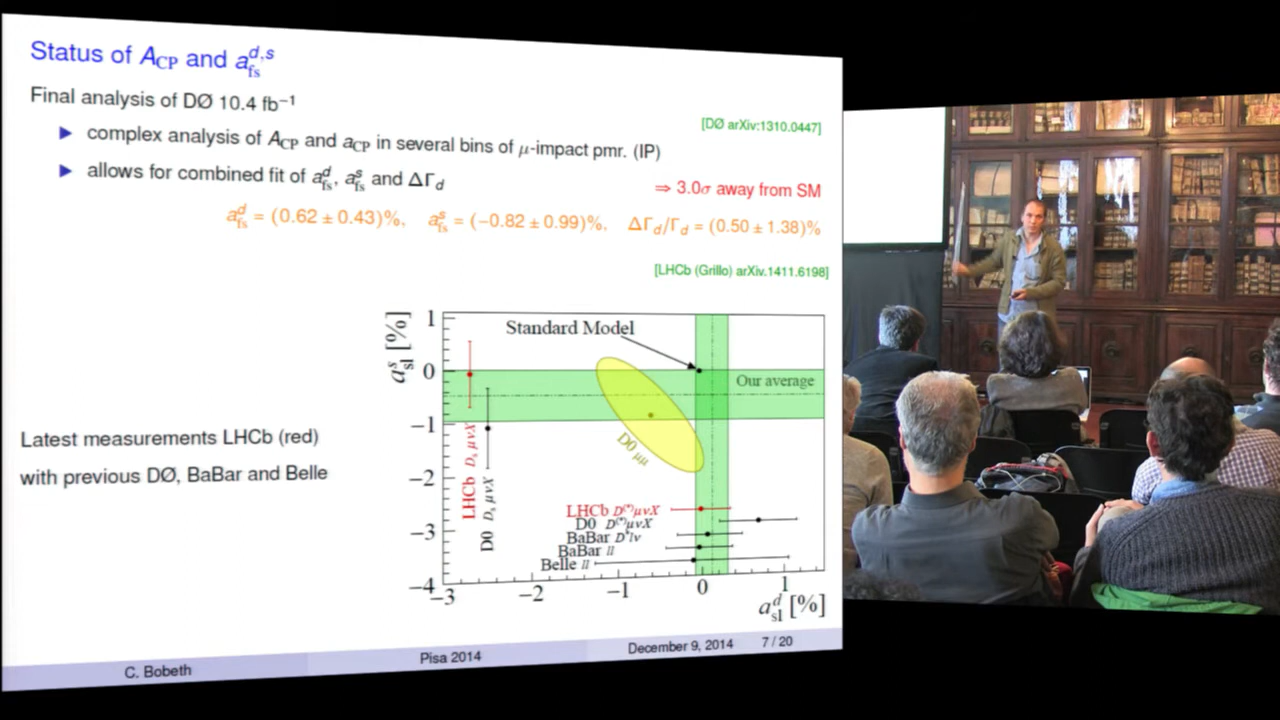 Status of A_CP and a_fs^{d,s}
Final analysis of DØ 10.4 fb⁻¹
[DØ arXiv:1310.0447]
▶ complex analysis of A_CP and a_CP in several bins of μ-impact pmr. (IP)
▶ allows for combined fit of a_fs^d, a_fs^s and ΔΓ_d
⇒ 3.0σ away from SM
a_fs^d = (0.62 ± 0.43)%, a_fs^s = (−0.82 ± 0.99)%, ΔΓ_d/Γ_d = (0.50 ± 1.38)%
[LHCb (Grillo) arXiv.1411.6198]
Latest measurements LHCb (red)
with previous DØ, BaBar and Belle
a_sl^s [%]
1
0
−1
−2
−3
−4
Standard Model
Our average
D0 μμ
LHCb D_s μνX
D0 D_s μνX
LHCb D^(*)μνX
D0 D^(*)μνX
BaBar D*lν
BaBar ll
Belle ll
−3 −2 −1 0 1
a_sl^d [%]
C. Bobeth Pisa 2014 December 9, 2014 7 / 20